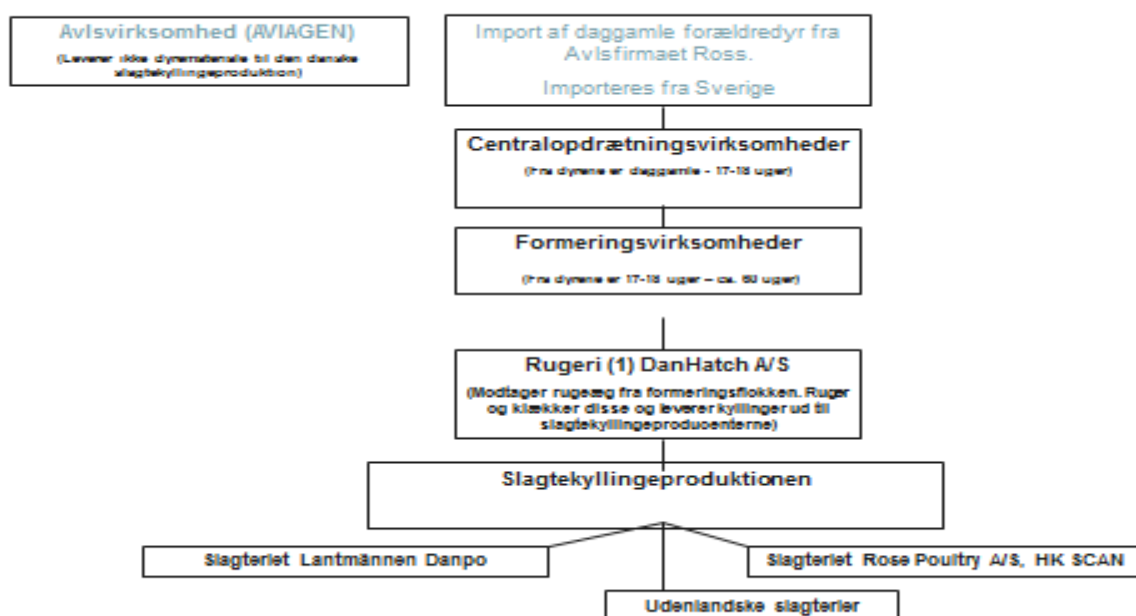 Avlsvirksomhed (AVIAGEN)
(Leverer ikke dyremateriale til den danske
slagtekyllingeproduktion)
Import af daggamle forældredyr fra
Avlsfirmaet Ross.
Importeres fra Sverige
Centralopdrætningsvirksomheder
(Fra dyrene er daggamle - 17-18 uger)
Formeringsvirksomheder
(Fra dyrene er 17-18 uger – ca. 60 uger)
Rugeri (1) DanHatch A/S
(Modtager rugeæg fra formeringsflokken. Ruger
og klækker disse og leverer kyllinger ud til
slagtekyllingeproducenterne)
Slagtekyllingeproduktionen
Slagteriet Lantmännen Danpo
Slagteriet Rose Poultry A/S, HK SCAN
Udenlandske slagterier